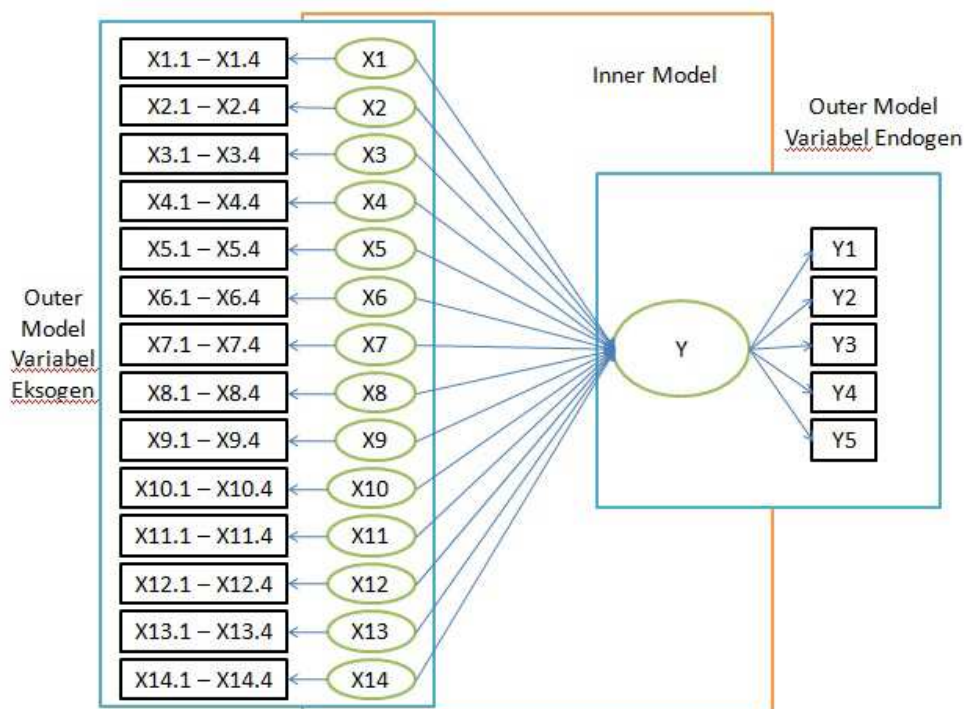 Outer
Model
Variabel
Eksogen
X1.1 – X1.4
X1
X2.1 – X2.4
X2
X3.1 – X3.4
X3
X4.1 – X4.4
X4
X5.1 – X5.4
X5
X6.1 – X6.4
X6
X7.1 – X7.4
X7
X8.1 – X8.4
X8
X9.1 – X9.4
X9
X10.1 – X10.4
X10
X11.1 – X11.4
X11
X12.1 – X12.4
X12
X13.1 – X13.4
X13
X14.1 – X14.4
X14
Inner Model
Outer Model
Variabel Endogen
Y
Y1
Y2
Y3
Y4
Y5